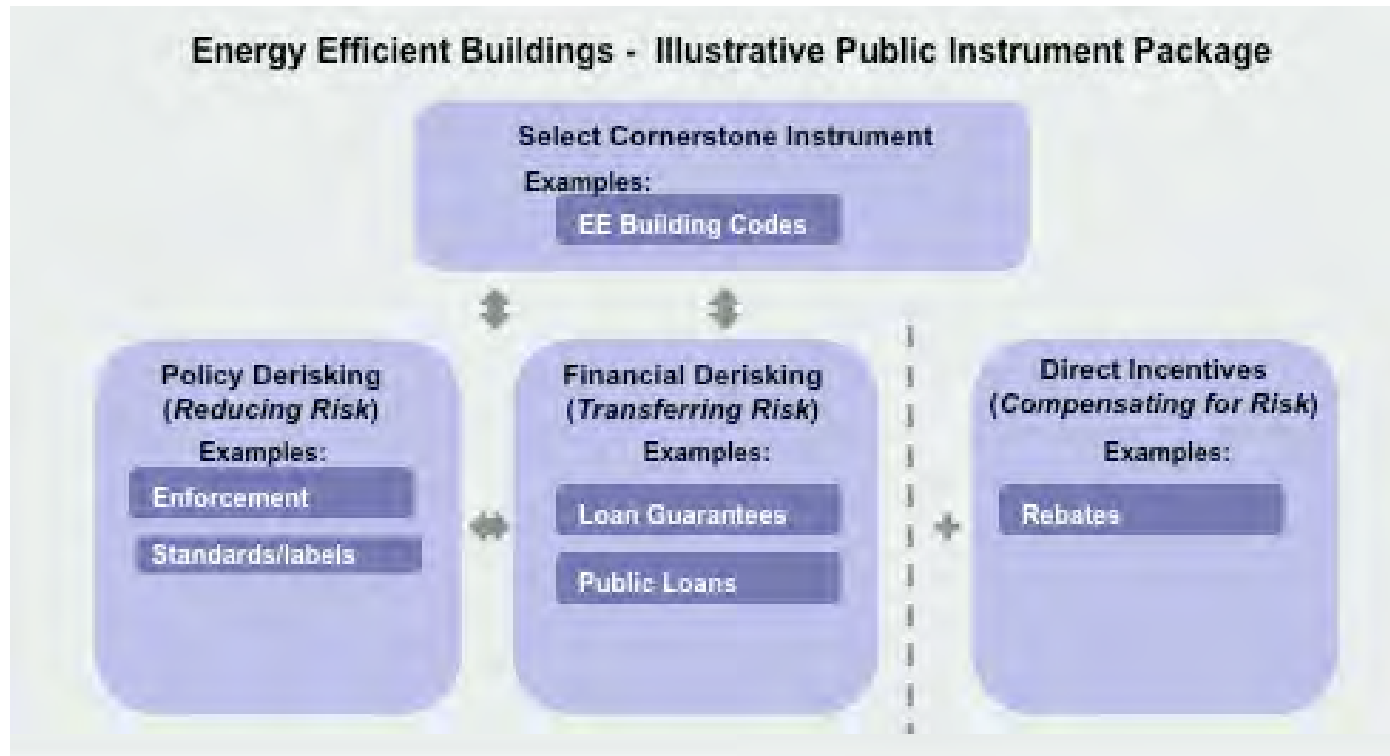 Energy Efficient Buildings - Illustrative Public Instrument Package
Select Cornerstone Instrument
Examples:
EE Building Codes
Policy Derisking
(Reducing Risk)
Examples:
Enforcement
Standards/labels
Financial Derisking
(Transferring Risk)
Examples:
Loan Guarantees
Public Loans
Direct Incentives
(Compensating for Risk)
Examples:
Rebates